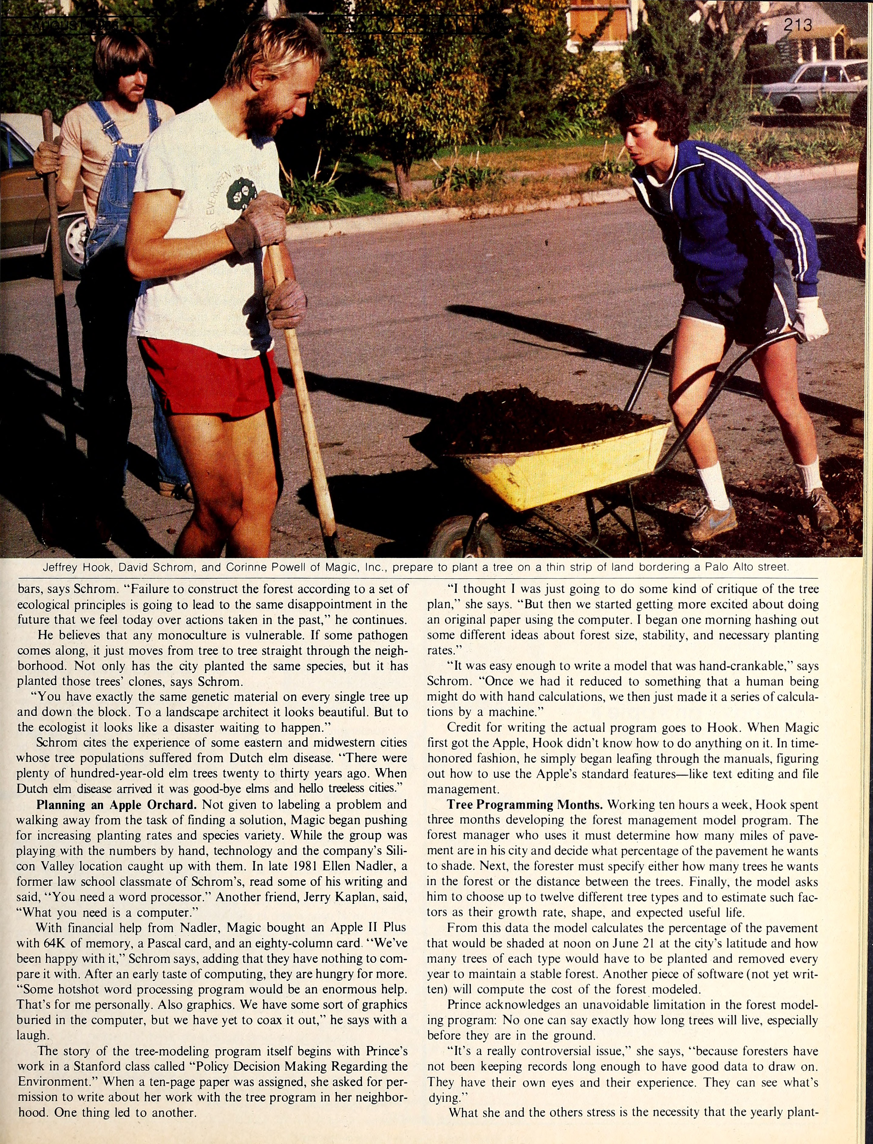 213
EVERGREEN
Jeffrey Hook, David Schrom, and Corinne Powell of Magic, Inc., prepare to plant a tree on a thin strip of land bordering a Palo Alto street.
bars, says Schrom. “Failure to construct the forest according to a set of
ecological principles is going to lead to the same disappointment in the
future that we feel today over actions taken in the past,” he continues.
He believes that any monoculture is vulnerable. If some pathogen
comes along, it just moves from tree to tree straight through the neigh-
borhood. Not only has the city planted the same species, but it has
planted those trees’ clones, says Schrom.
“You have exactly the same genetic material on every single tree up
and down the block. To a landscape architect it looks beautiful. But to
the ecologist it looks like a disaster waiting to happen.”
Schrom cites the experience of some eastern and midwestern cities
whose tree populations suffered from Dutch elm disease. “There were
plenty of hundred-year-old elm trees twenty to thirty years ago. When
Dutch elm disease arrived it was good-bye elms and hello treeless cities.”
Planning an Apple Orchard. Not given to labeling a problem and
walking away from the task of finding a solution, Magic began pushing
for increasing planting rates and species variety. While the group was
playing with the numbers by hand, technology and the company’s Sili-
con Valley location caught up with them. In late 1981 Ellen Nadler, a
former law school classmate of Schrom’s, read some of his writing and
said, “You need a word processor.” Another friend, Jerry Kaplan, said,
“What you need is a computer.”
With financial help from Nadler, Magic bought an Apple II Plus
with 64K of memory, a Pascal card, and an eighty-column card. “We’ve
been happy with it,” Schrom says, adding that they have nothing to com-
pare it with. After an early taste of computing, they are hungry for more.
“Some hotshot word processing program would be an enormous help.
That’s for me personally. Also graphics. We have some sort of graphics
buried in the computer, but we have yet to coax it out,” he says with a
laugh.
The story of the tree-modeling program itself begins with Prince’s
work in a Stanford class called “Policy Decision Making Regarding the
Environment.” When a ten-page paper was assigned, she asked for per-
mission to write about her work with the tree program in her neighbor-
hood. One thing led to another.
“I thought I was just going to do some kind of critique of the tree
plan,” she says. “But then we started getting more excited about doing
an original paper using the computer. I began one morning hashing out
some different ideas about forest size, stability, and necessary planting
rates.”
“It was easy enough to write a model that was hand-crankable,” says
Schrom. “Once we had it reduced to something that a human being
might do with hand calculations, we then just made it a series of calcula-
tions by a machine.”
Credit for writing the actual program goes to Hook. When Magic
first got the Apple, Hook didn’t know how to do anything on it. In time-
honored fashion, he simply began leafing through the manuals, figuring
out how to use the Apple’s standard features—like text editing and file
management.
Tree Programming Months. Working ten hours a week, Hook spent
three months developing the forest management model program. The
forest manager who uses it must determine how many miles of pave-
ment are in his city and decide what percentage of the pavement he wants
to shade. Next, the forester must specify either how many trees he wants
in the forest or the distance between the trees. Finally, the model asks
him to choose up to twelve different tree types and to estimate such fac-
tors as their growth rate, shape, and expected useful life.
From this data the model calculates the percentage of the pavement
that would be shaded at noon on June 21 at the city’s latitude and how
many trees of each type would have to be planted and removed every
year to maintain a stable forest. Another piece of software (not yet writ-
ten) will compute the cost of the forest modeled.
Prince acknowledges an unavoidable limitation in the forest model-
ing program: No one can say exactly how long trees will live, especially
before they are in the ground.
“It’s a really controversial issue,” she says, “because foresters have
not been keeping records long enough to have good data to draw on.
They have their own eyes and their experience. They can see what’s
dying.”
What she and the others stress is the necessity that the yearly plant-